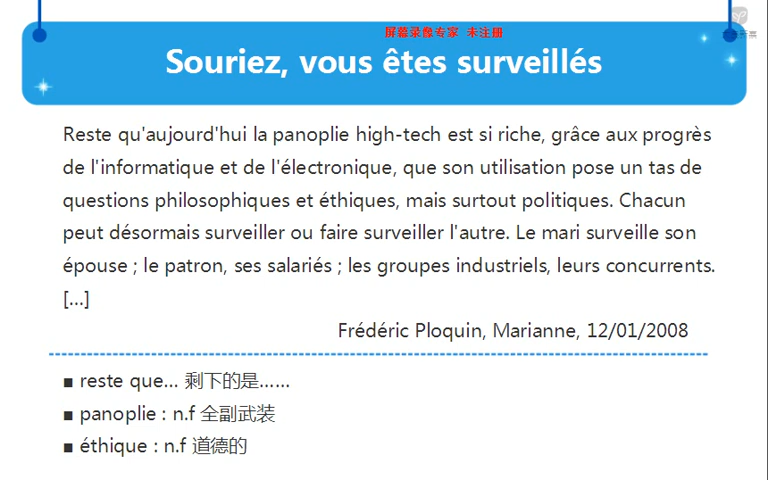 屏幕录像专家 未注册
Souriez, vous êtes surveillés
Reste qu'aujourd'hui la panoplie high-tech est si riche, grâce aux progrès
de l'informatique et de l'électronique, que son utilisation pose un tas de
questions philosophiques et éthiques, mais surtout politiques. Chacun
peut désormais surveiller ou faire surveiller l'autre. Le mari surveille son
épouse ; le patron, ses salariés ; les groupes industriels, leurs concurrents.
[...]
Frédéric Ploquin, Marianne, 12/01/2008
■ reste que... 剩下的是......
■ panoplie : n.f 全副武装
■ éthique : n.f 道德的